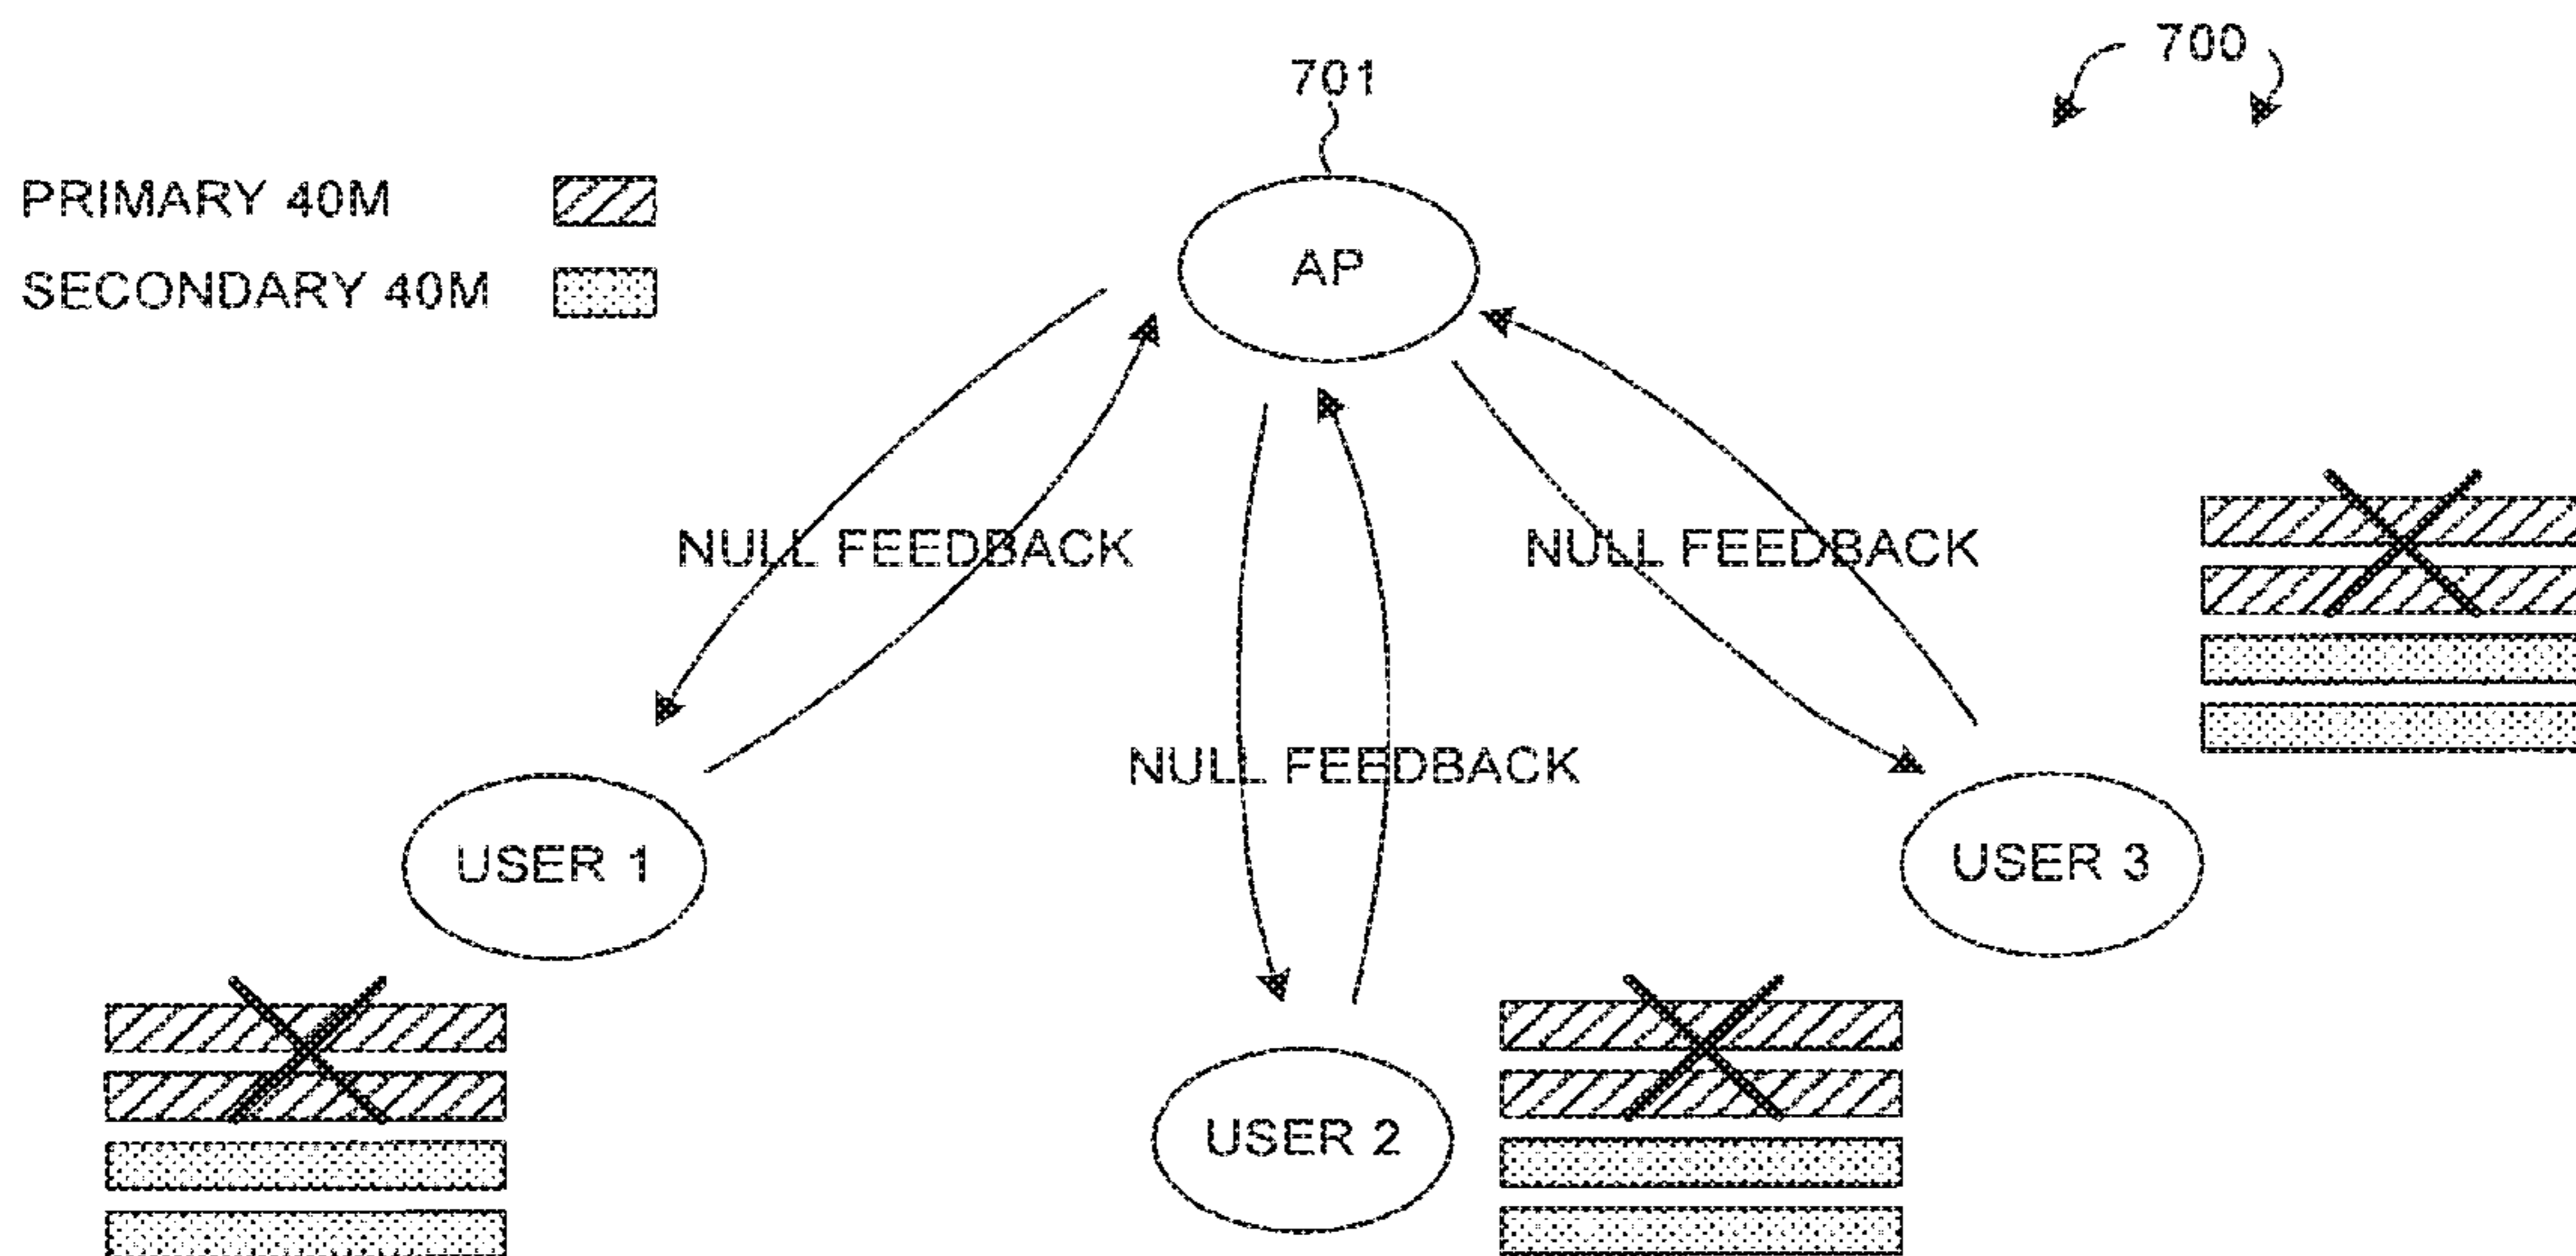 700
701
PRIMARY 40M
SECONDARY 40M
AP
NULL FEEDBACK
NULL FEEDBACK
NULL FEEDBACK
USER 1
USER 3
USER 2